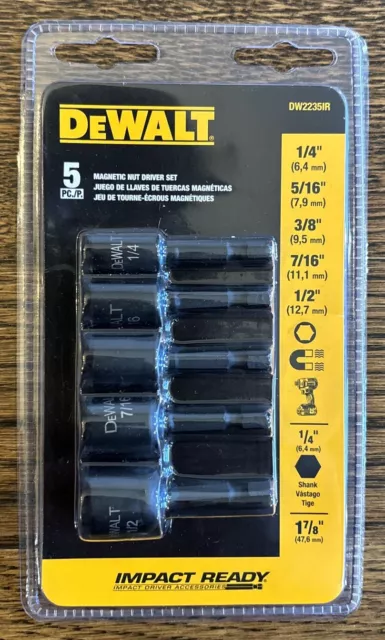 DW2235IR
DEWALT
5
PC./P.
MAGNETIC NUT DRIVER SET
JUEGO DE LLAVES DE TUERCAS MAGNÉTICAS
JEU DE TOURNE-ÉCROUS MAGNÉTIQUES
1/4"
(6,4 mm)
5/16"
(7,9 mm)
3/8"
(9,5 mm)
7/16"
(11,1 mm)
1/2"
(12,7 mm)
DEWALT
1/4
WALT
6
DEWALT
7/16
WALT
1/2
1/4"
(6,4 mm)
Shank
Vástago
Tige
1 7/8"
(47,6 mm)
IMPACT READY
IMPACT DRIVER ACCESSORIES